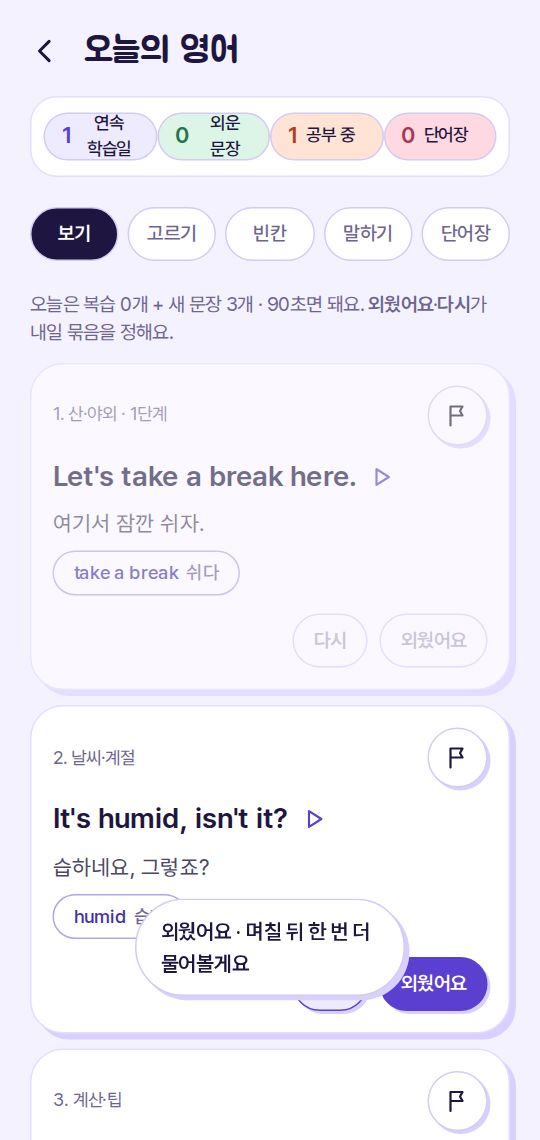 오늘의 영어
1 연속 학습일
0 외운 문장
1 공부 중
0 단어장
보기
고르기
빈칸
말하기
단어장
오늘은 복습 0개 + 새 문장 3개 · 90초면 돼요. 외웠어요·다시가
내일 묶음을 정해요.
1. 산·야외 · 1단계
Let's take a break here.
여기서 잠깐 쉬자.
take a break 쉬다
다시
외웠어요
2. 날씨·계절
It's humid, isn't it?
습하네요, 그렇죠?
humid
외웠어요 · 며칠 뒤 한 번 더
물어볼게요
외웠어요
3. 계산·팁